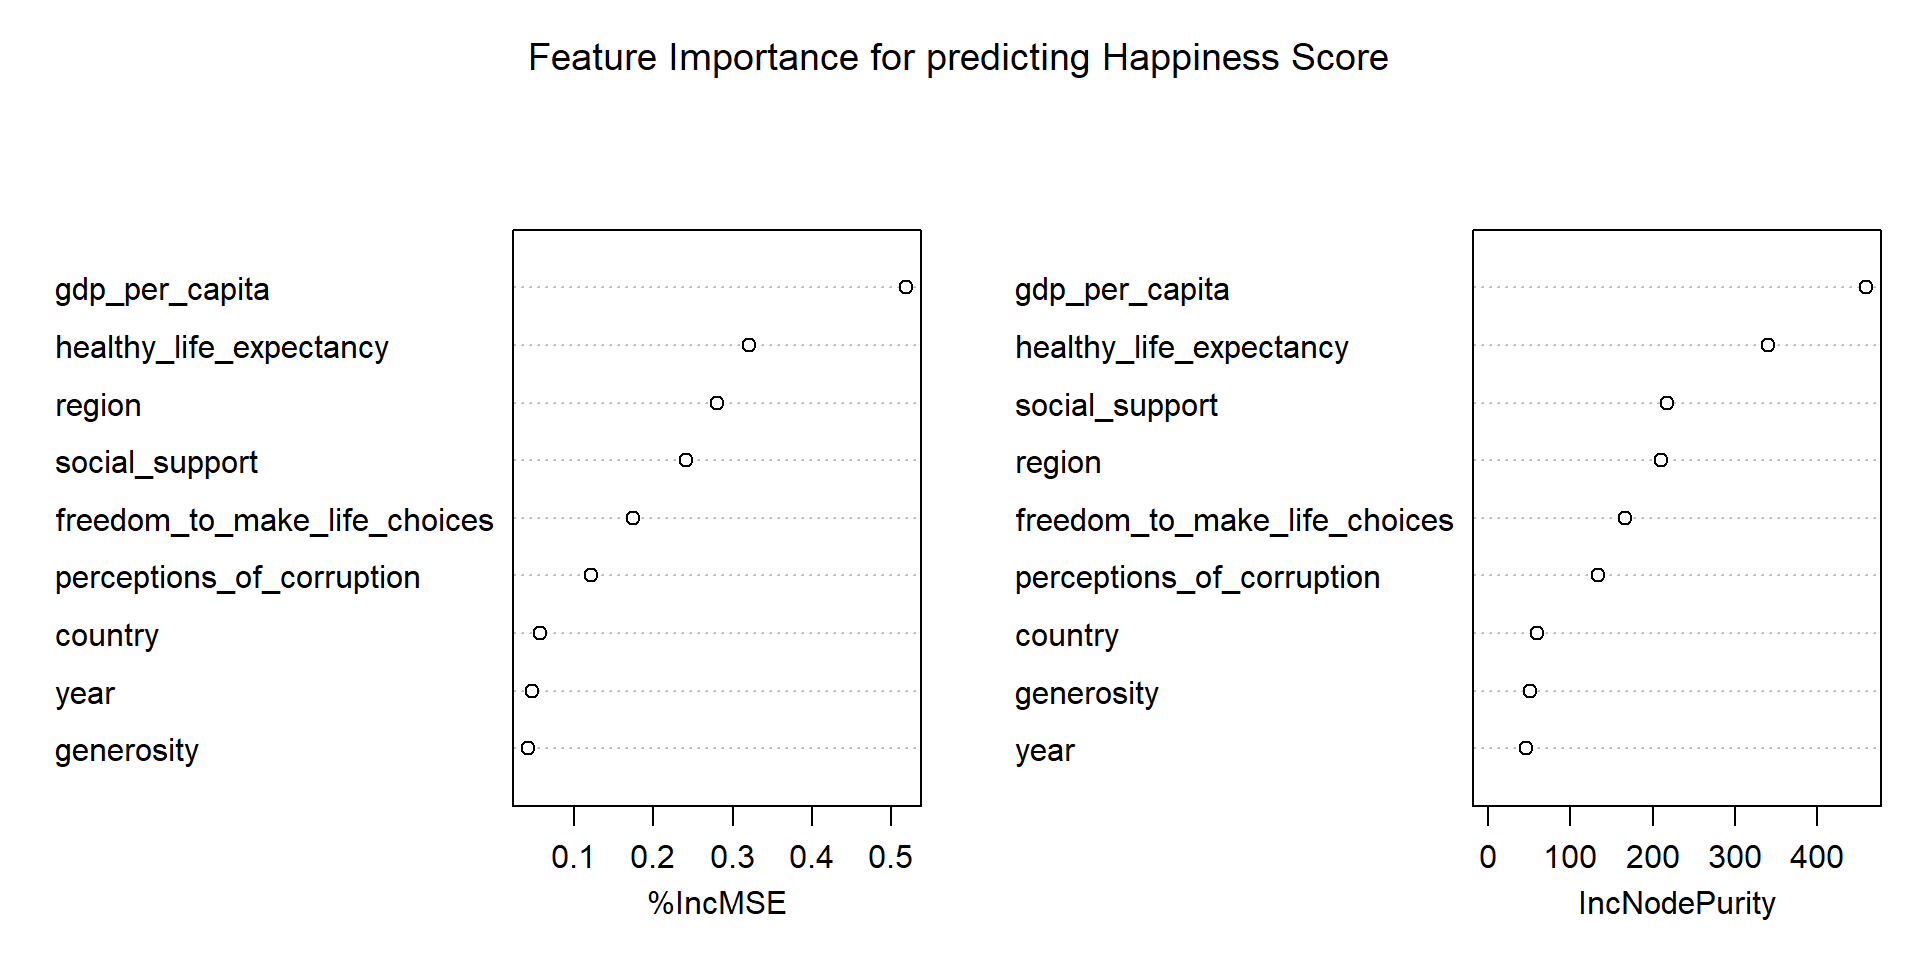 Feature Importance for predicting Happiness Score
gdp_per_capita
healthy_life_expectancy
region
social_support
freedom_to_make_life_choices
perceptions_of_corruption
country
year
generosity
0.1 0.2 0.3 0.4 0.5
%IncMSE
gdp_per_capita
healthy_life_expectancy
social_support
region
freedom_to_make_life_choices
perceptions_of_corruption
country
generosity
year
0 100 200 300 400
IncNodePurity